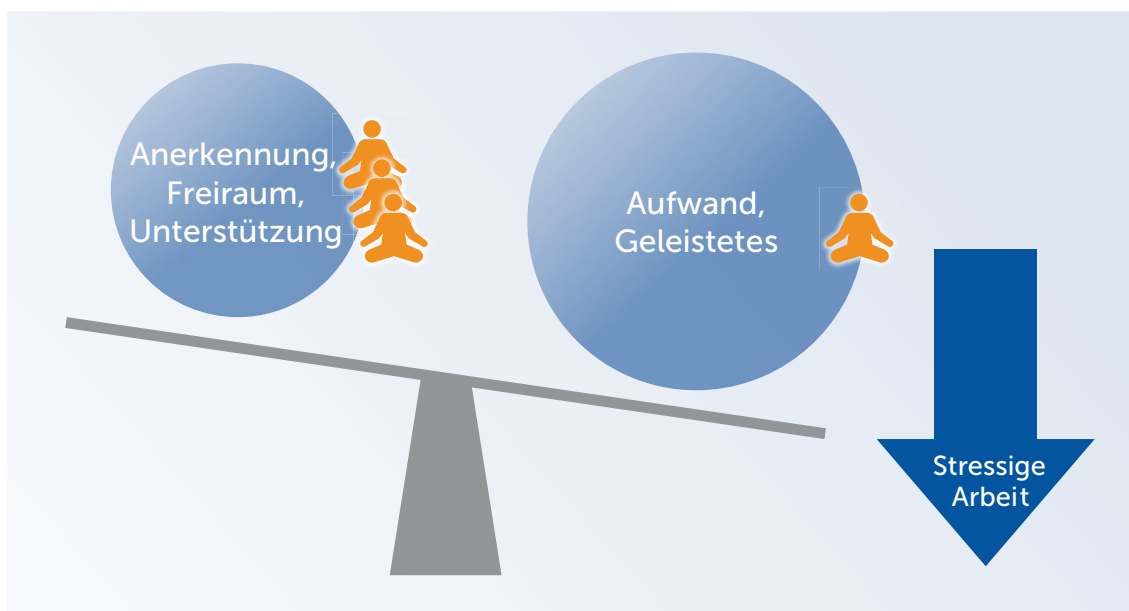 Anerkennung,
Freiraum,
Unterstützung
Aufwand,
Geleistetes
Stressige
Arbeit